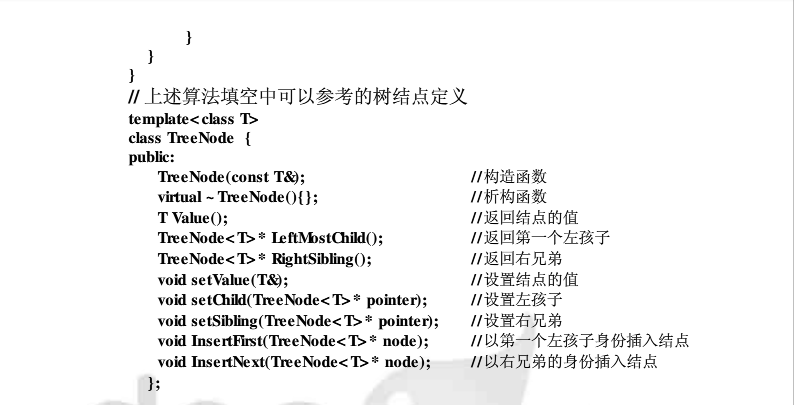 }
}
}
// 上述算法填空中可以参考的树结点定义
template<class T>
class TreeNode {
public:
TreeNode(const T&); //构造函数
virtual ~TreeNode(){}; //析构函数
T Value(); //返回结点的值
TreeNode<T>* LeftMostChild(); //返回第一个左孩子
TreeNode<T>* RightSibling(); //返回右兄弟
void setValue(T&); //设置结点的值
void setChild(TreeNode<T>* pointer); //设置左孩子
void setSibling(TreeNode<T>* pointer); //设置右兄弟
void InsertFirst(TreeNode<T>* node); //以第一个左孩子身份插入结点
void InsertNext(TreeNode<T>* node); //以右兄弟的身份插入结点
};